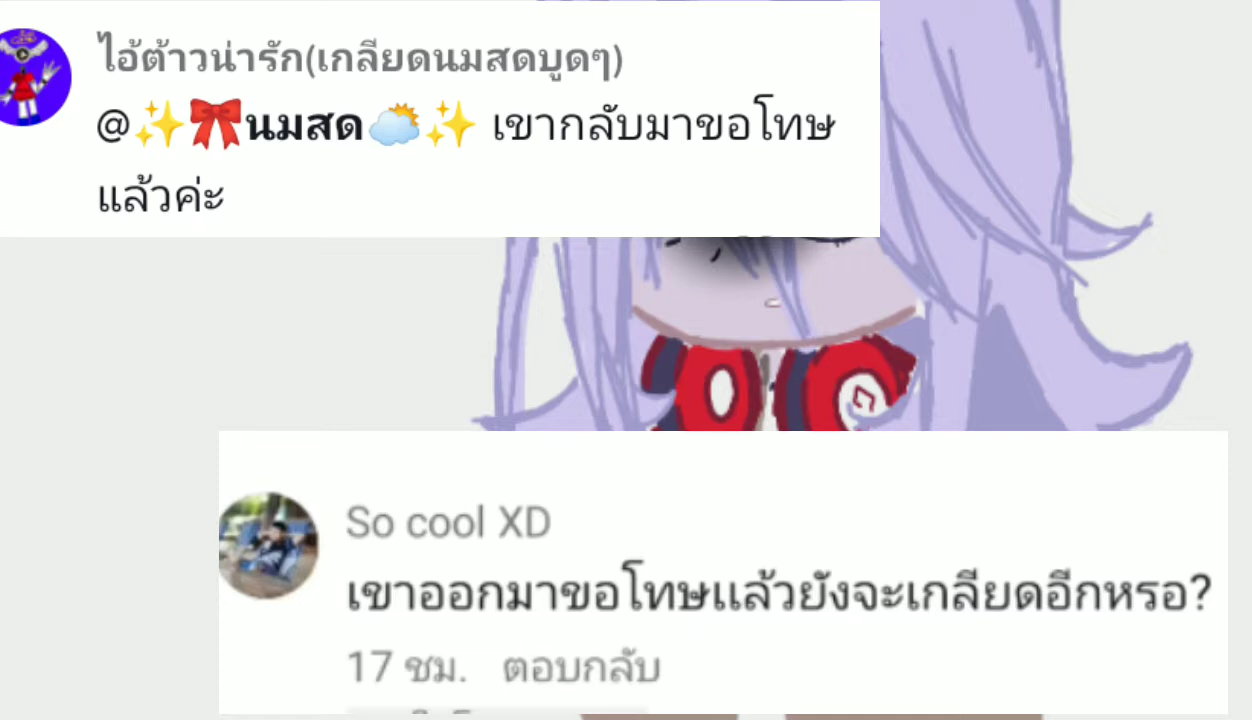 ไอ้ต้าวน่ารัก(เกลียดนมสดบูดๆ)
@✨🎀นมสด🌥️✨ เขากลับมาขอโทษ
แล้วค่ะ
So cool XD
เขาออกมาขอโทษแล้วยังจะเกลียดอีกหรอ?
17 ชม. ตอบกลับ